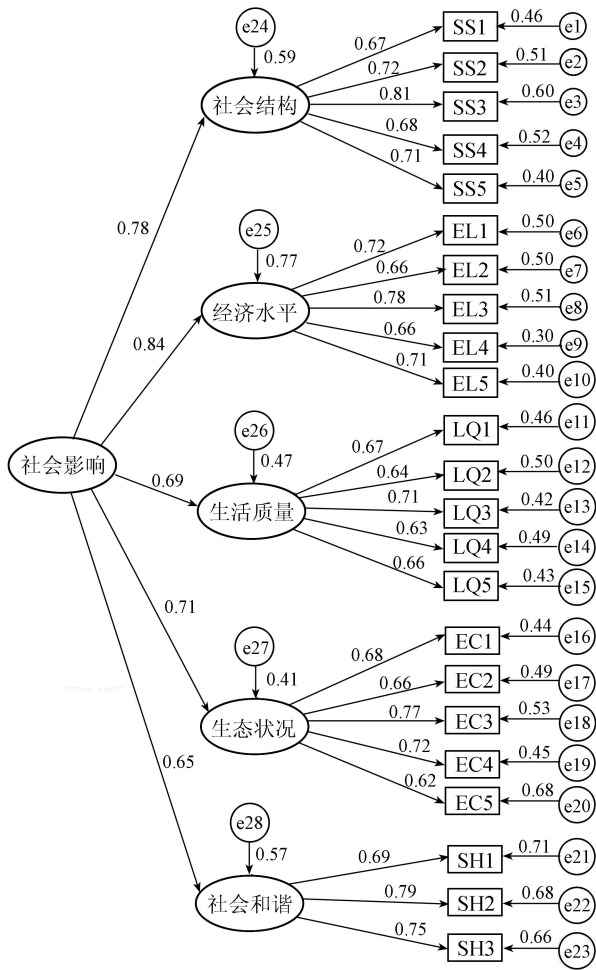 e24
0.59
社会结构
0.67
SS1
0.46
e1
0.72
SS2
0.51
e2
0.81
SS3
0.60
e3
0.68
SS4
0.52
e4
0.71
SS5
0.40
e5
0.78
e25
0.77
经济水平
0.72
EL1
0.50
e6
0.66
EL2
0.50
e7
0.78
EL3
0.51
e8
0.66
EL4
0.30
e9
0.71
EL5
0.40
e10
0.84
社会影响
e26
0.47
生活质量
0.67
LQ1
0.46
e11
0.64
LQ2
0.50
e12
0.71
LQ3
0.42
e13
0.63
LQ4
0.49
e14
0.66
LQ5
0.43
e15
0.69
e27
0.41
生态状况
0.68
EC1
0.44
e16
0.66
EC2
0.49
e17
0.77
EC3
0.53
e18
0.72
EC4
0.45
e19
0.62
EC5
0.68
e20
0.71
e28
0.57
社会和谐
0.69
SH1
0.71
e21
0.79
SH2
0.68
e22
0.75
SH3
0.66
e23
0.65